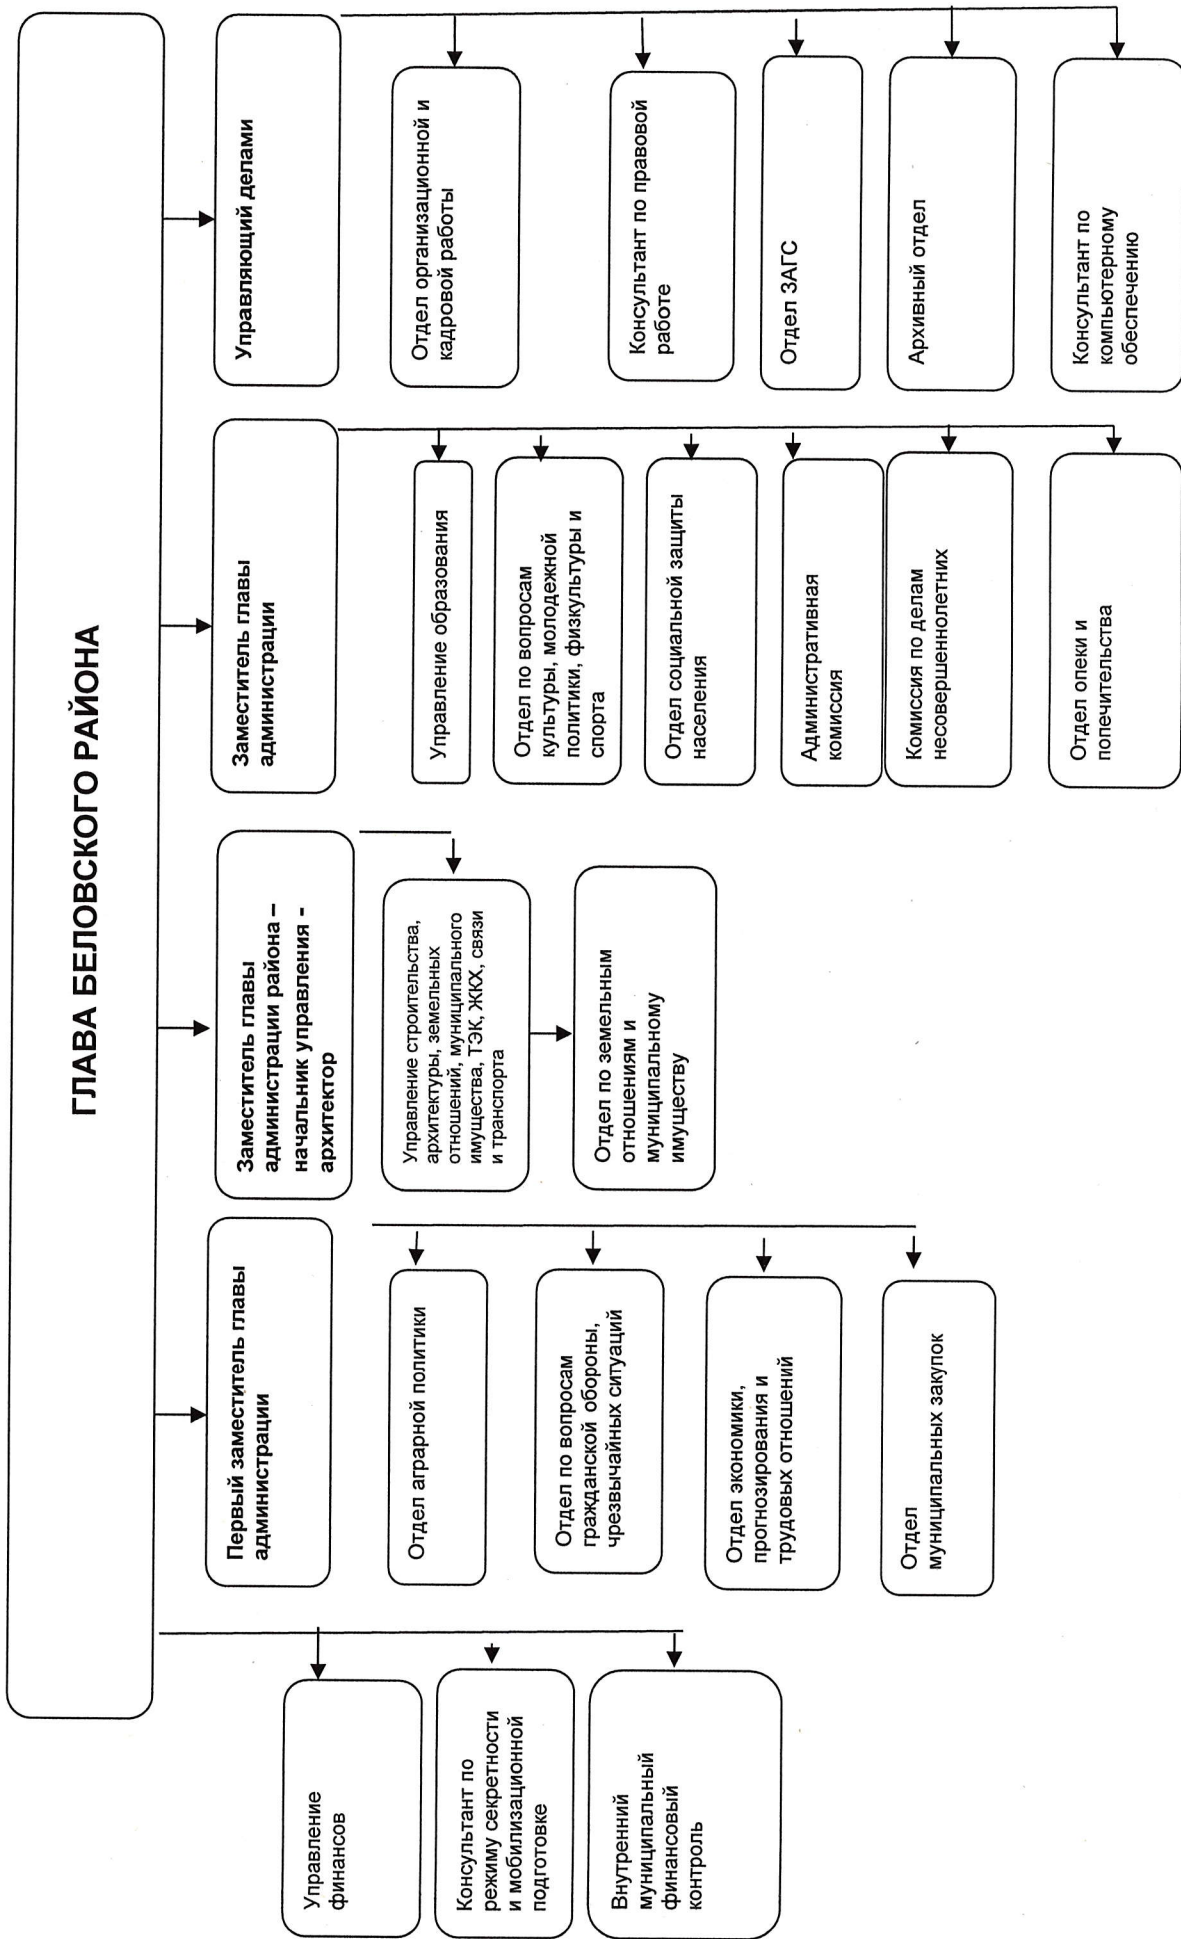 ГЛАВА БЕЛОВСКОГО РАЙОНА
Управление
финансов
Консультант по
режиму секретности
и мобилизационной
подготовке
Внутренний
муниципальный
финансовый
контроль
Первый заместитель главы
администрации
Отдел аграрной политики
Отдел по вопросам
гражданской обороны,
чрезвычайных ситуаций
Отдел экономики,
прогнозирования и
трудовых отношений
Отдел
муниципальных закупок
Заместитель главы
администрации района –
начальник управления -
архитектор
Управление строительства,
архитектуры, земельных
отношений, муниципального
имущества, ТЭК, ЖКХ, связи
и транспорта
Отдел по земельным
отношениям и
муниципальному
имуществу
Заместитель главы
администрации
Управление образования
Отдел по вопросам
культуры, молодежной
политики, физкультуры и
спорта
Отдел социальной защиты
населения
Административная
комиссия
Комиссия по делам
несовершеннолетних
Отдел опеки и
попечительства
Управляющий делами
Отдел организационной и
кадровой работы
Консультант по правовой
работе
Отдел ЗАГС
Архивный отдел
Консультант по
компьютерному
обеспечению